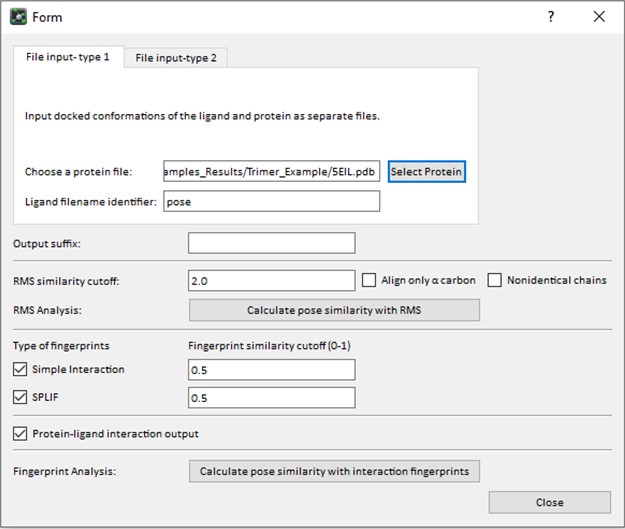 Form
?
File input- type 1
File input-type 2
Input docked conformations of the ligand and protein as separate files.
Choose a protein file: amples_Results/Trimer_Example/5EIL.pdb Select Protein
Ligand filename identifier: pose
Output suffix:
RMS similarity cutoff: 2.0 Align only α carbon Nonidentical chains
RMS Analysis: Calculate pose similarity with RMS
Type of fingerprints Fingerprint similarity cutoff (0-1)
Simple Interaction 0.5
SPLIF 0.5
Protein-ligand interaction output
Fingerprint Analysis: Calculate pose similarity with interaction fingerprints
Close